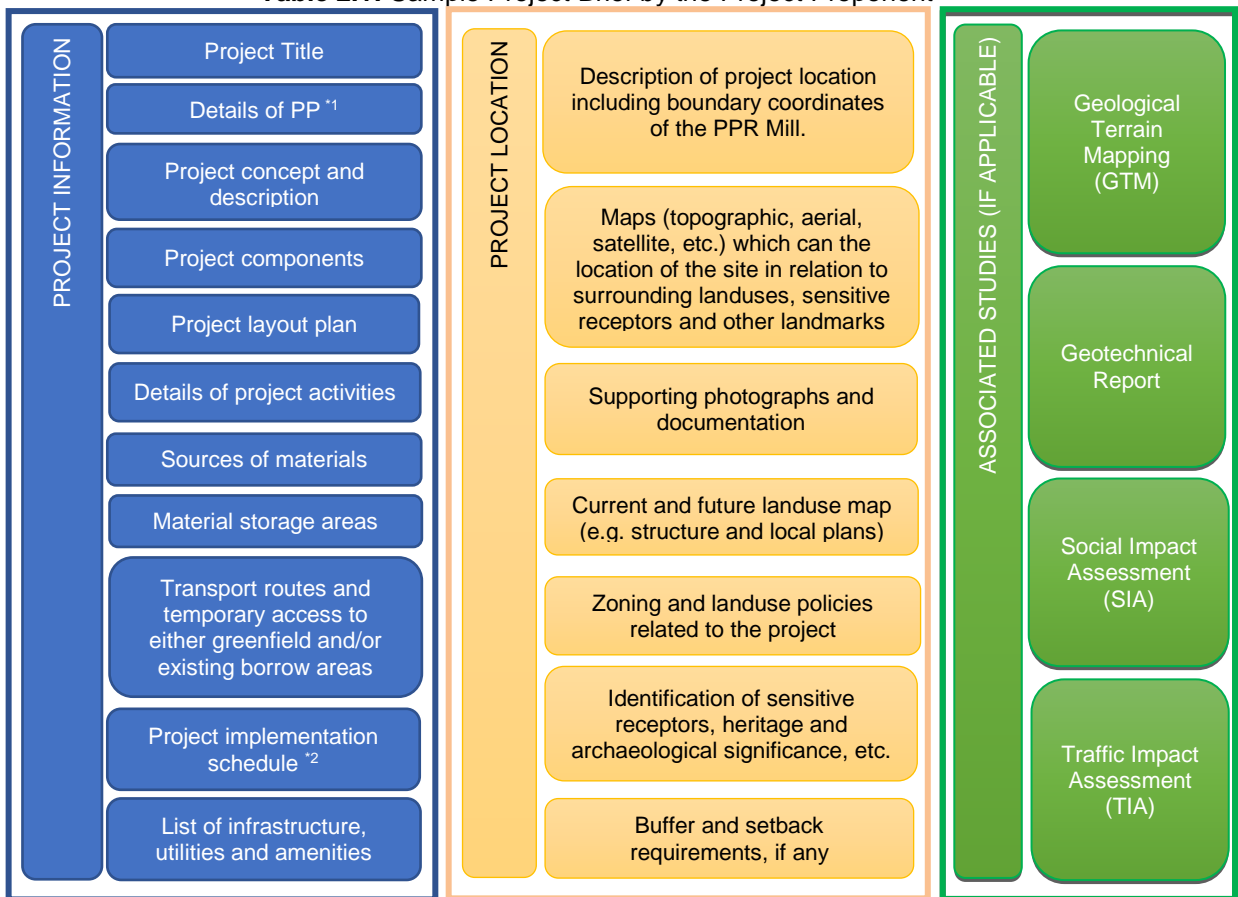 Table 2.1: Sample Project Brief by the Project Proponent
PROJECT INFORMATION
Project Title
Details of PP *1
Project concept and
description
Project components
Project layout plan
Details of project activities
Sources of materials
Material storage areas
Transport routes and
temporary access to
either greenfield and/or
existing borrow areas
Project implementation
schedule *2
List of infrastructure,
utilities and amenities
PROJECT LOCATION
Description of project location
including boundary coordinates
of the PPR Mill.
Maps (topographic, aerial,
satellite, etc.) which can the
location of the site in relation to
surrounding landuses, sensitive
receptors and other landmarks
Supporting photographs and
documentation
Current and future landuse map
(e.g. structure and local plans)
Zoning and landuse policies
related to the project
Identification of sensitive
receptors, heritage and
archaeological significance, etc.
Buffer and setback
requirements, if any
ASSOCIATED STUDIES (IF APPLICABLE)
Geological
Terrain
Mapping
(GTM)
Geotechnical
Report
Social Impact
Assessment
(SIA)
Traffic Impact
Assessment
(TIA)